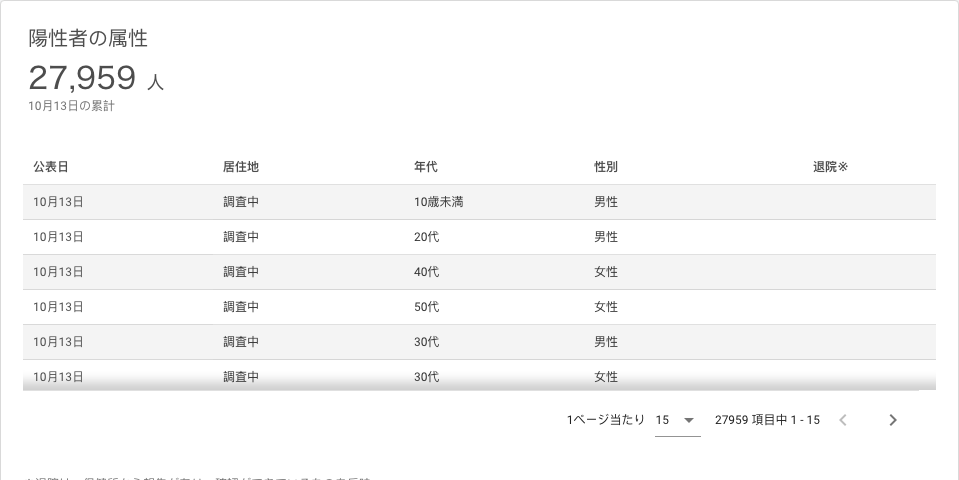 陽性者の属性
27,959 人
10月13日の累計
公表日 居住地 年代 性別 退院※
10月13日 調査中 10歳未満 男性
10月13日 調査中 20代 男性
10月13日 調査中 40代 女性
10月13日 調査中 50代 女性
10月13日 調査中 30代 男性
10月13日 調査中 30代 女性
1ページ当たり 15 27959 項目中 1 - 15